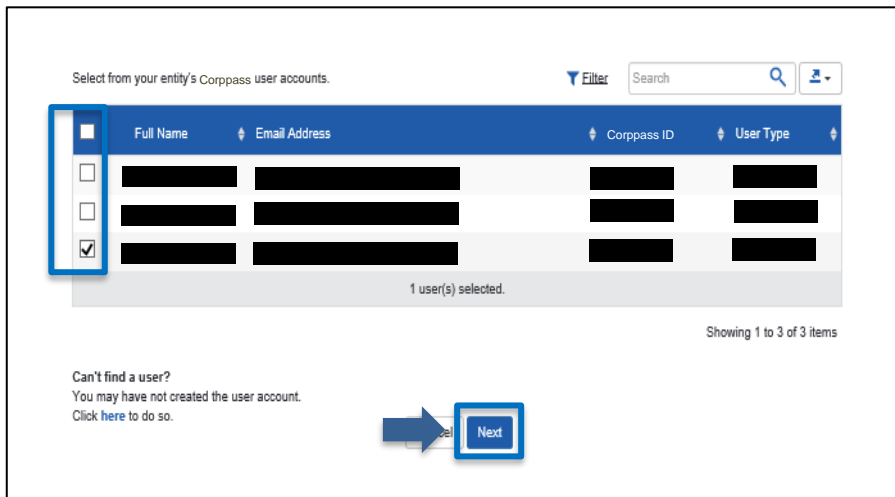 Select from your entity's Corppass user accounts.
Filter
Search
Full Name
Email Address
Corppass ID
User Type
1 user(s) selected.
Showing 1 to 3 of 3 items
Can't find a user?
You may have not created the user account.
Click here to do so.
Next